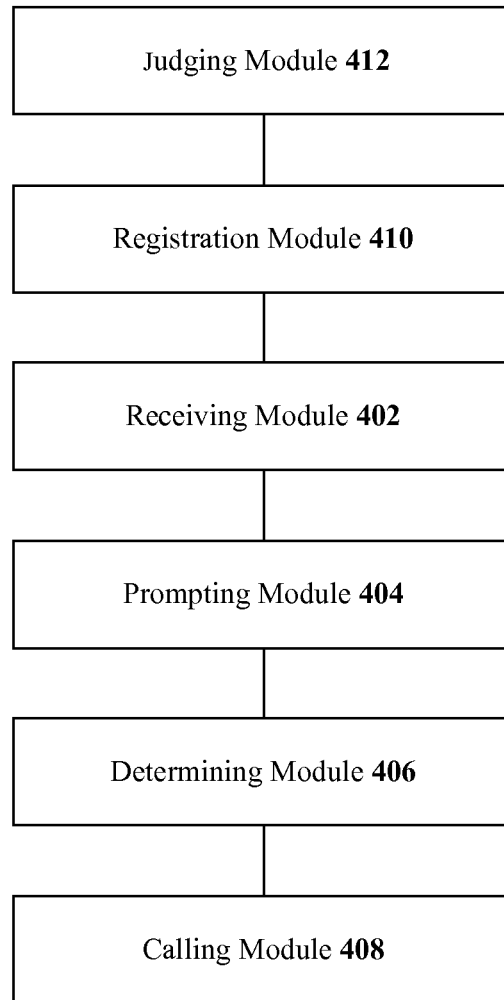 Judging Module 412
Registration Module 410
Receiving Module 402
Prompting Module 404
Determining Module 406
Calling Module 408